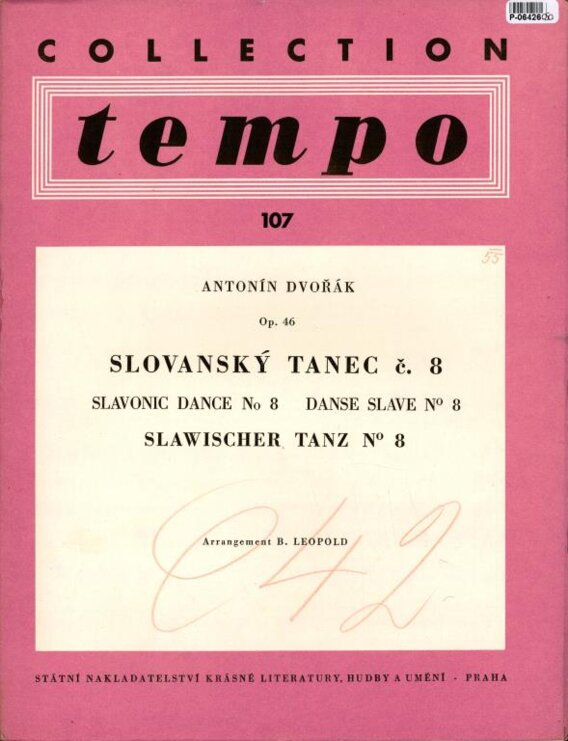 P-06426
COLLECTION
tempo
107
55
ANTONÍN DVOŘÁK
Op. 46
SLOVANSKÝ TANEC č. 8
SLAVONIC DANCE No 8 DANSE SLAVE Nº 8
SLAWISCHER TANZ Nº 8
Arrangement B. LEOPOLD
C42
STÁTNÍ NAKLADATELSTVÍ KRÁSNÉ LITERATURY, HUDBY A UMĚNÍ - PRAHA